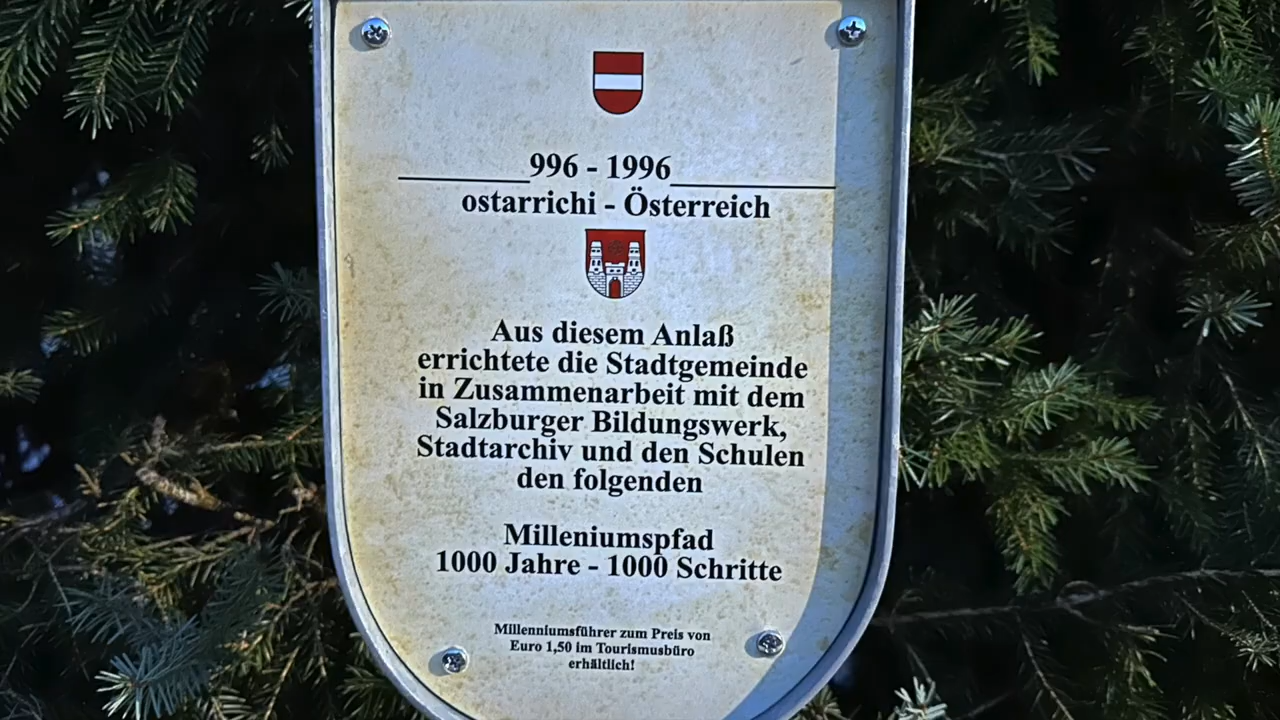 996 - 1996
ostarrichi - Österreich
Aus diesem Anlaß
errichtete die Stadtgemeinde
in Zusammenarbeit mit dem
Salzburger Bildungswerk,
Stadtarchiv und den Schulen
den folgenden
Milleniumspfad
1000 Jahre - 1000 Schritte
Millenniumsführer zum Preis von
Euro 1,50 im Tourismusbüro
erhältlich!